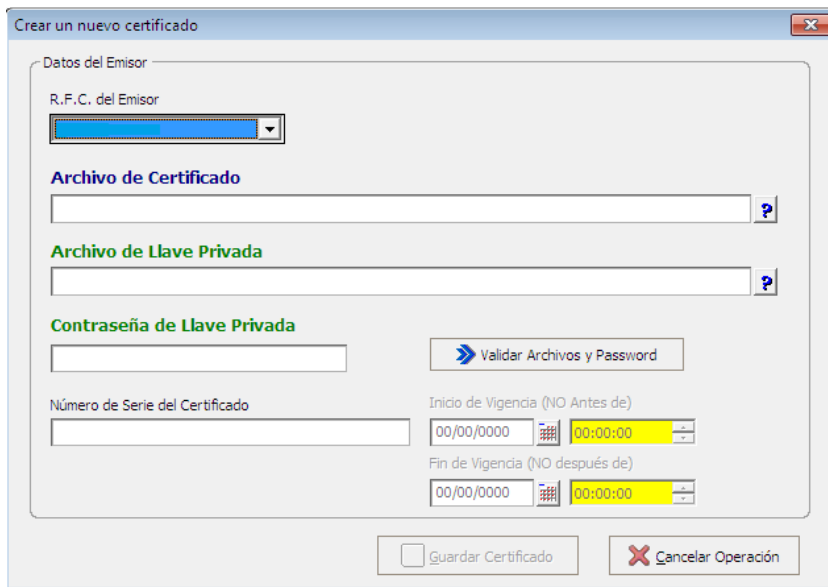 Crear un nuevo certificado
Datos del Emisor
R.F.C. del Emisor
Archivo de Certificado
?
Archivo de Llave Privada
?
Contraseña de Llave Privada
Validar Archivos y Password
Número de Serie del Certificado
Inicio de Vigencia (NO Antes de)
00/00/0000 00:00:00
Fin de Vigencia (NO después de)
00/00/0000 00:00:00
Guardar Certificado Cancelar Operación